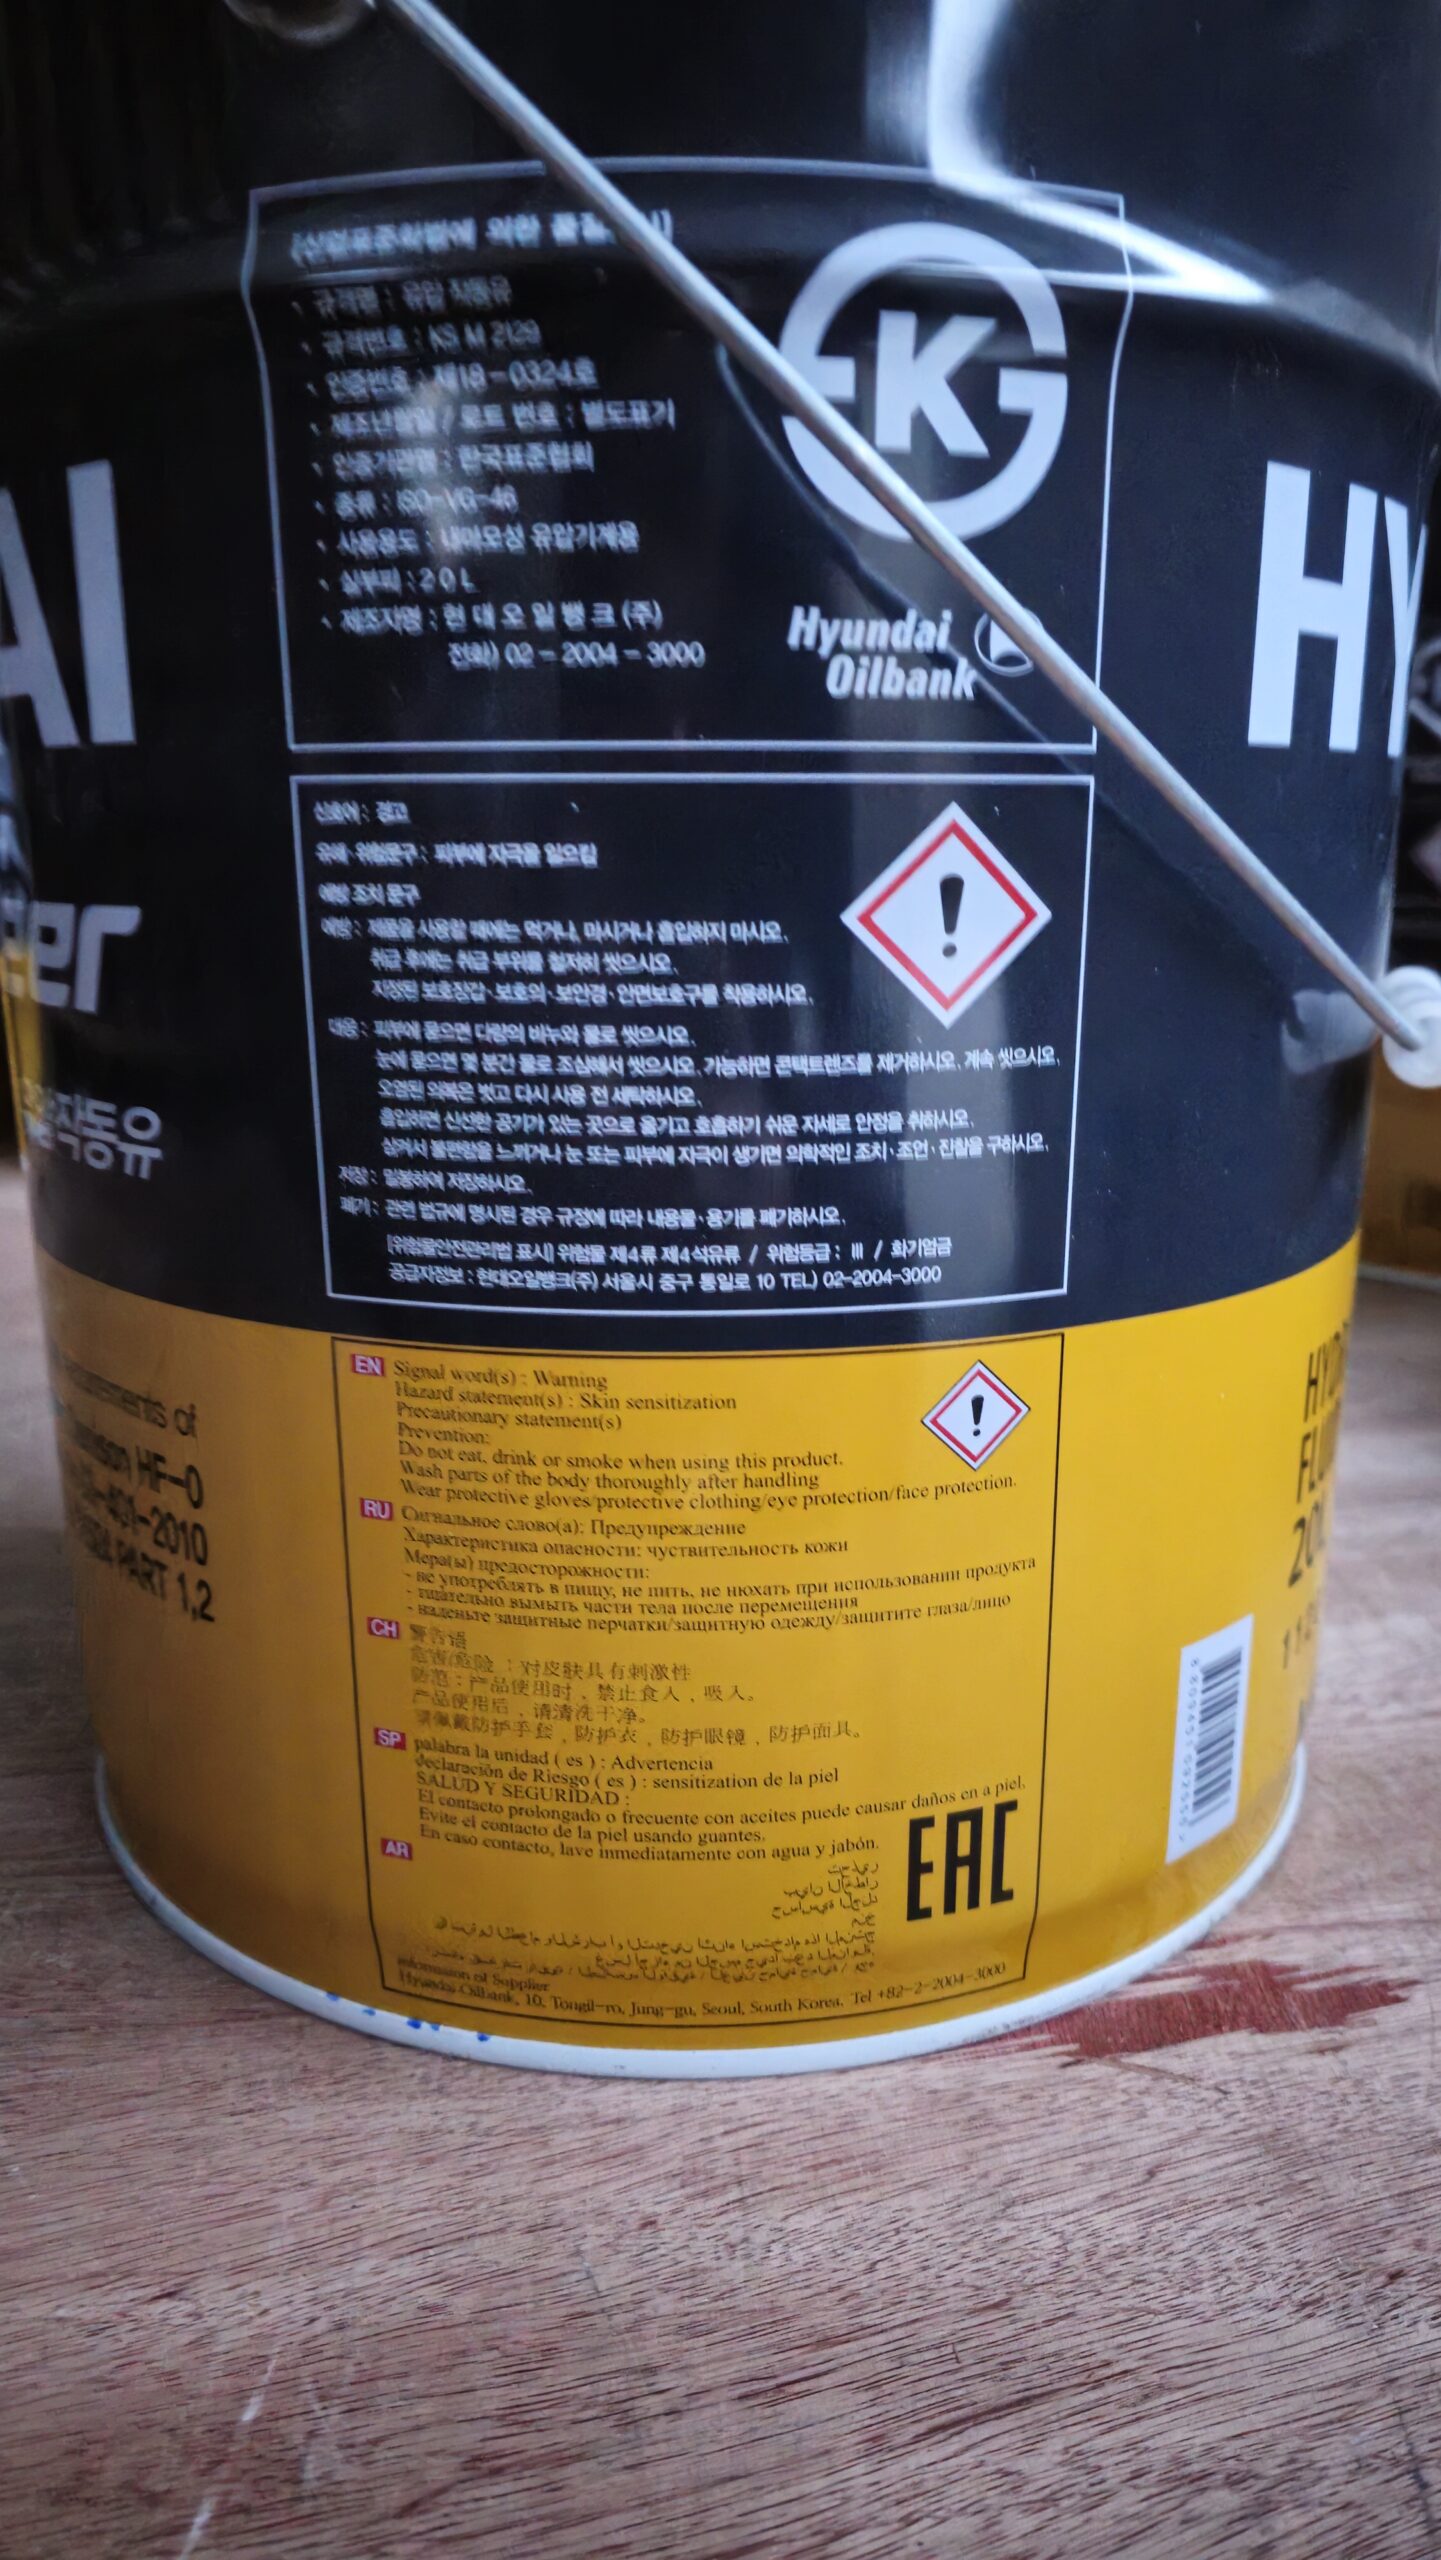 [산업표준화법에 의한 품질
· 규격명 : 유압 작동유
· 규격번호 : KS M 2129
· 인증번호 : 제18-0324호
· 제조년월일 / 로트 번호 : 별도표기
· 인증기관명 : 한국표준협회
· 종류 : ISO-VG-46
· 사용용도 : 내마모성 유압기계용
· 실부피 : 20L
· 제조자명 : 현대오일뱅크(주)
전화) 02-2004-3000
K
Hyundai
Oilbank
AI
HY
작동유
신호어 : 경고
유해·위험문구 : 피부에 자극을 일으킴
예방 조치 문구
예방 : 제품을 사용할 때에는 먹거나, 마시거나 흡입하지 마시오.
취급 후에는 취급 부위를 철저히 씻으시오.
지정된 보호장갑·보호의·보안경·안면보호구를 착용하시오.
대응 : 피부에 묻으면 다량의 비누와 물로 씻으시오.
눈에 묻으면 몇 분간 물로 조심해서 씻으시오. 가능하면 콘택트렌즈를 제거하시오. 계속 씻으시오.
오염된 의복은 벗고 다시 사용 전 세탁하시오.
흡입하면 신선한 공기가 있는 곳으로 옮기고 호흡하기 쉬운 자세로 안정을 취하시오.
삼켜서 불편함을 느끼거나 눈 또는 피부에 자극이 생기면 의학적인 조치·조언·진찰을 구하시오.
저장 : 밀봉하여 저장하시오.
폐기 : 관련 법규에 명시된 경우 규정에 따라 내용물·용기를 폐기하시오.
[위험물안전관리법 표시] 위험물 제4류 제4석유류 / 위험등급 : III / 화기엄금
공급자정보 : 현대오일뱅크(주) 서울시 중구 통일로 10 TEL) 02-2004-3000
EN Signal word(s) : Warning
Hazard statement(s) : Skin sensitization
Precautionary statement(s)
Prevention:
Do not eat, drink or smoke when using this product.
Wash parts of the body thoroughly after handling
Wear protective gloves/protective clothing/eye protection/face protection.
RU Сигнальное слово(а): Предупреждение
Характеристика опасности: чуствительность кожи
Мера(ы) предосторожности:
- не употреблять в пищу, не пить, не нюхать при использовании продукта
- тщательно вымыть части тела после перемещения
- наденьте защитные перчатки/защитную одежду/защитите глаза/лицо
CH 警告语
危害/危险 : 对皮肤具有刺激性
防范 : 产品使用时 , 禁止食入 , 吸入。
产品使用后 , 请清洗干净。
佩戴防护手套 , 防护衣 , 防护眼镜 , 防护面具。
SP palabra la unidad ( es ) : Advertencia
declaración de Riesgo ( es ) : sensitization de la piel
SALUD Y SEGURIDAD :
El contacto prolongado o frecuente con aceites puede causar daños en a piel,
Evite el contacto de la piel usando guantes.
En caso contacto, lave inmediatamente con agua y jabón.
AR
EAC
Informaion of Supplier
Hyundai Oilbank, 10, Tongil-ro, Jung-gu, Seoul, South Korea, Tel +82-2-2004-3000
of
HF-0
-2010
PART 1,2